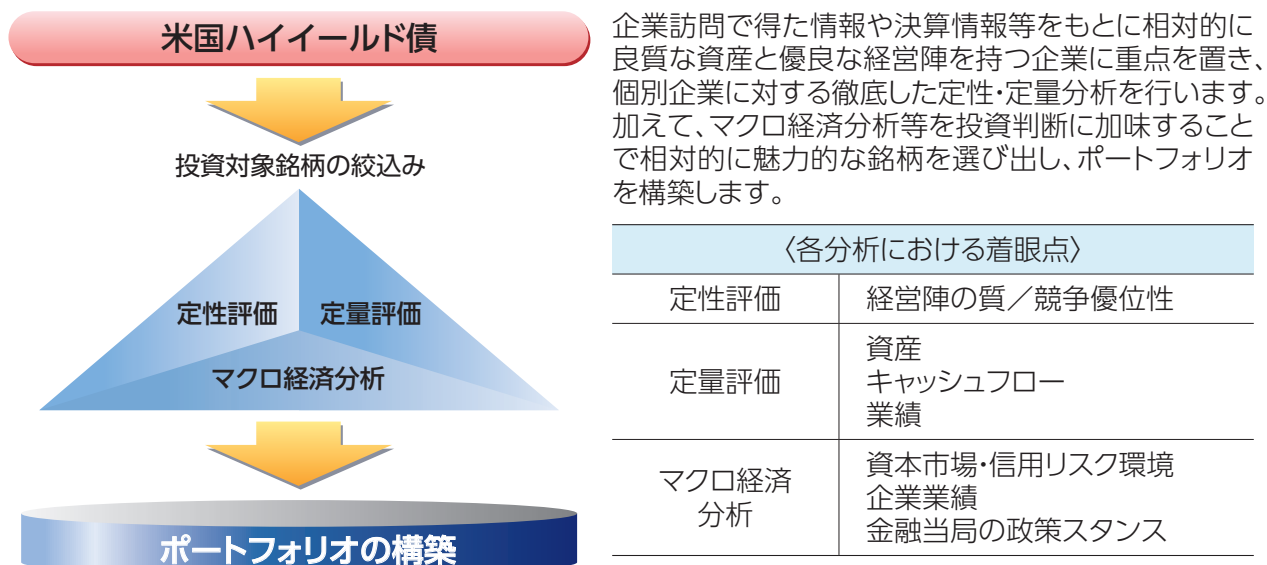 米国ハイイールド債
投資対象銘柄の絞込み
定性評価
定量評価
マクロ経済分析
ポートフォリオの構築
企業訪問で得た情報や決算情報等をもとに相対的に
良質な資産と優良な経営陣を持つ企業に重点を置き、
個別企業に対する徹底した定性・定量分析を行います。
加えて、マクロ経済分析等を投資判断に加味すること
で相対的に魅力的な銘柄を選び出し、ポートフォリオ
を構築します。
〈各分析における着眼点〉
定性評価
経営陣の質／競争優位性
定量評価
資産
キャッシュフロー
業績
マクロ経済
分析
資本市場・信用リスク環境
企業業績
金融当局の政策スタンス